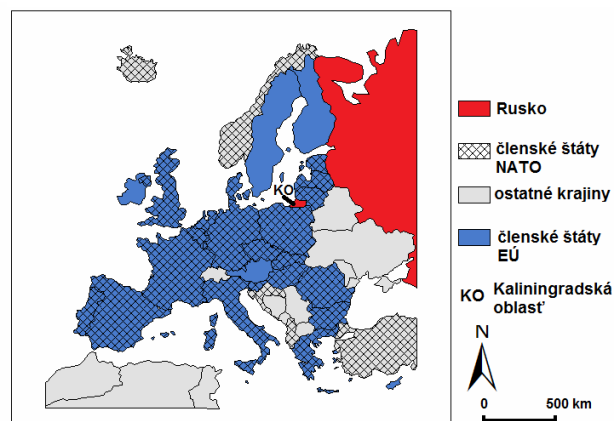 KO
Rusko
členské štáty
NATO
ostatné krajiny
členské štáty
EÚ
KO Kaliningradská
oblasť
N
0 500 km